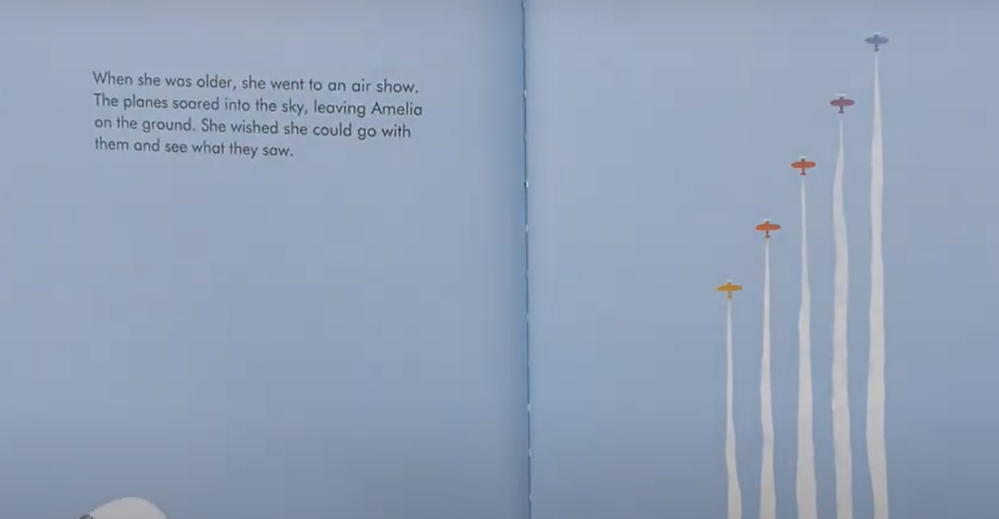 When she was older, she went to an air show.
The planes soared into the sky, leaving Amelia
on the ground. She wished she could go with
them and see what they saw.